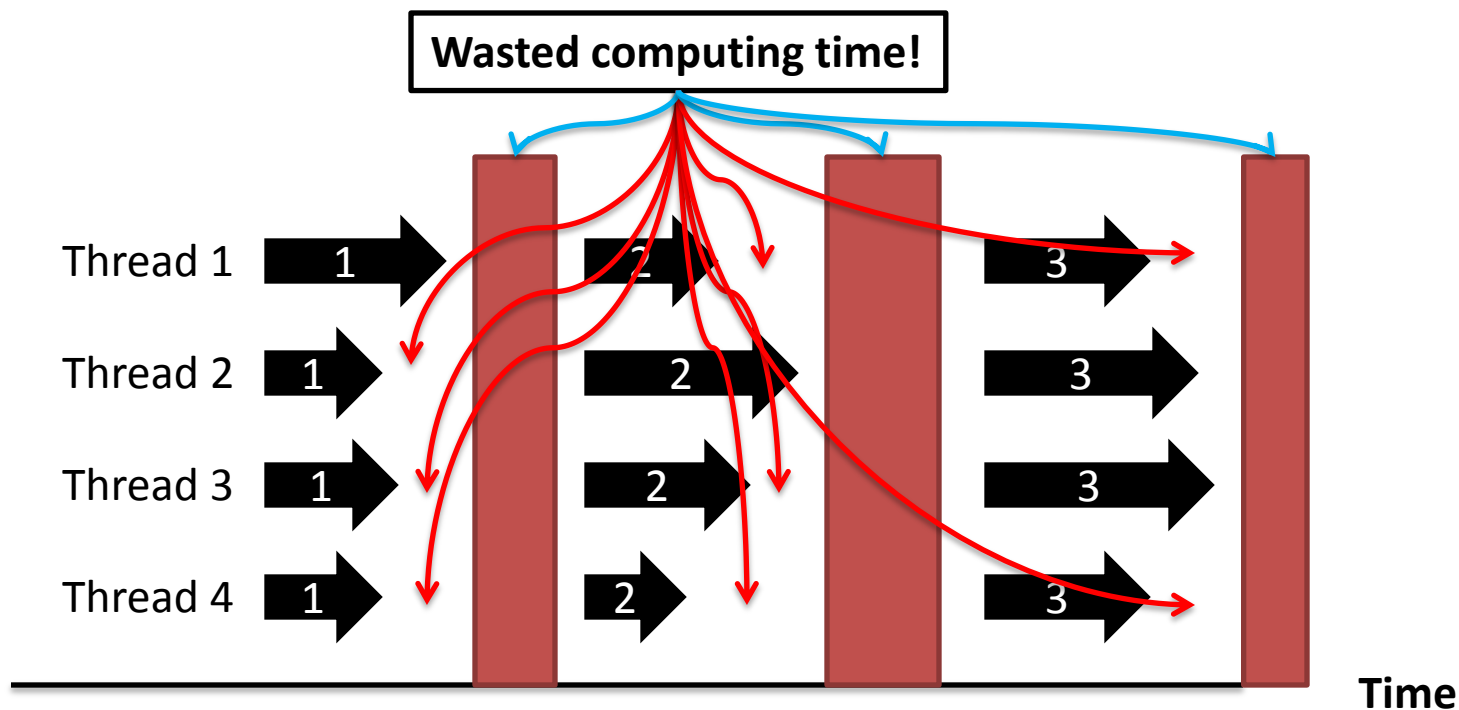 Wasted computing time!
Thread 1 1 2 3
Thread 2 1 2 3
Thread 3 1 2 3
Thread 4 1 2 3
Time